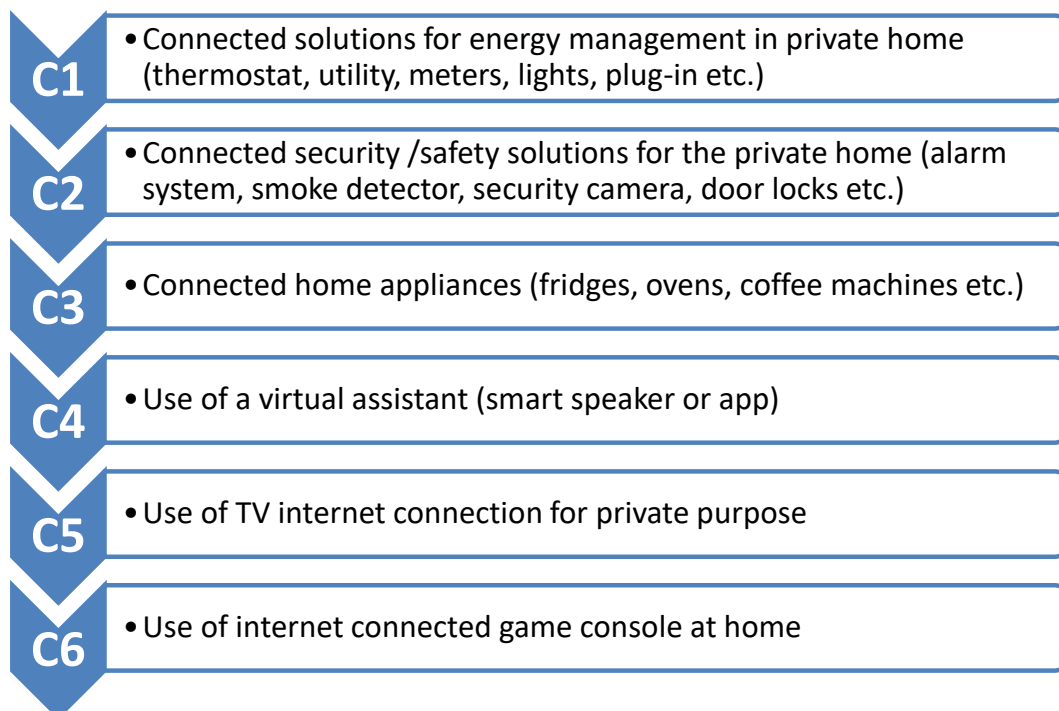 C1
• Connected solutions for energy management in private home
(thermostat, utility, meters, lights, plug-in etc.)
C2
• Connected security /safety solutions for the private home (alarm
system, smoke detector, security camera, door locks etc.)
C3
• Connected home appliances (fridges, ovens, coffee machines etc.)
C4
• Use of a virtual assistant (smart speaker or app)
C5
• Use of TV internet connection for private purpose
C6
• Use of internet connected game console at home